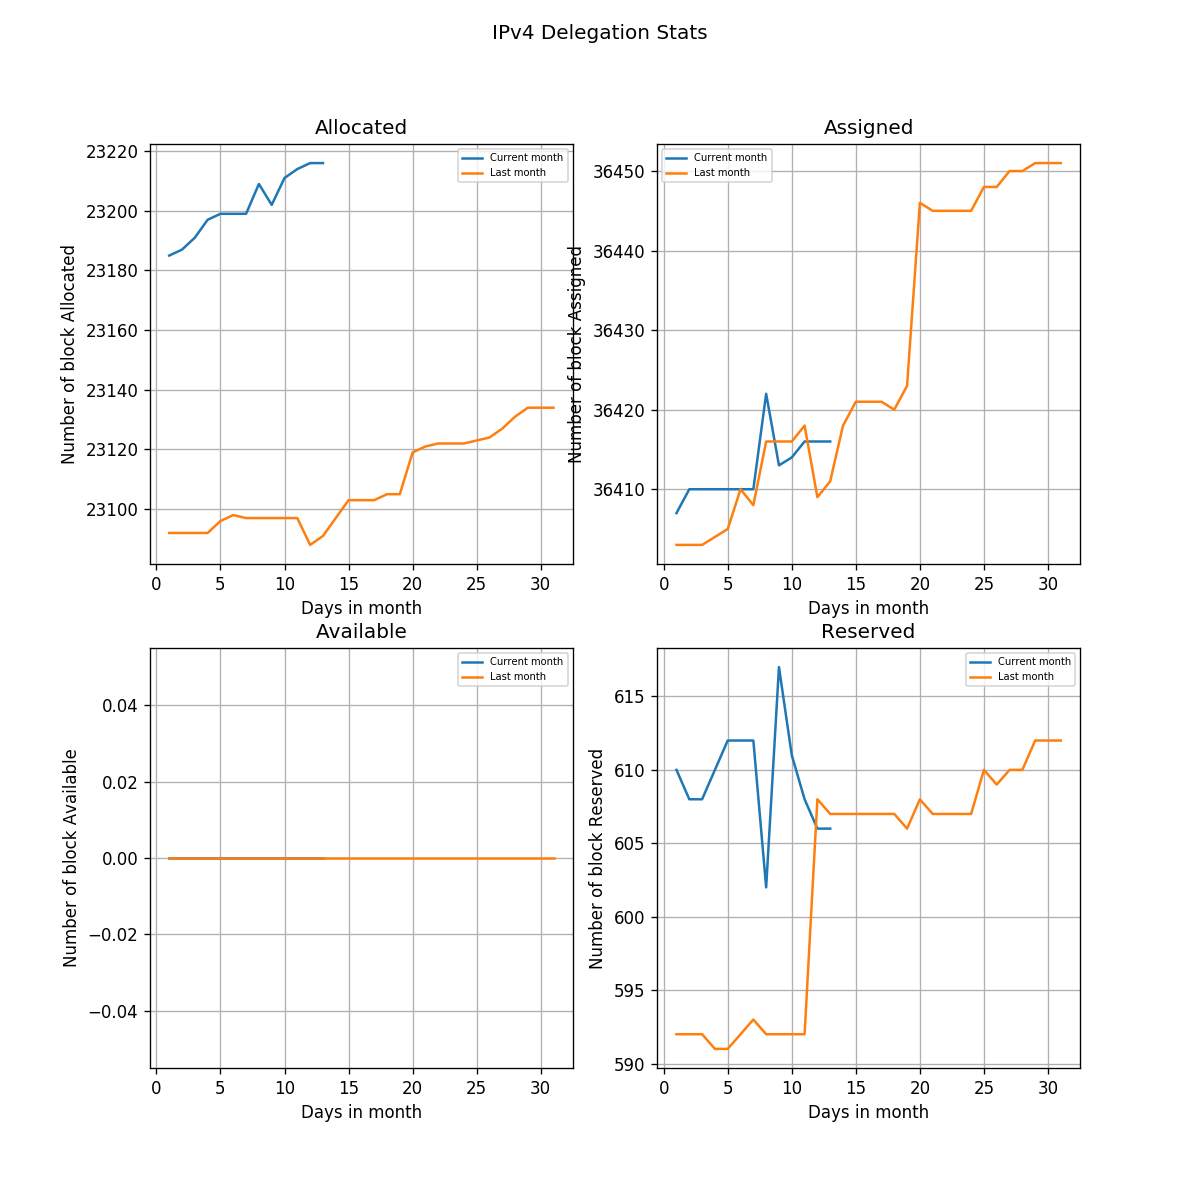 IPv4 Delegation Stats
Allocated
Number of block Allocated
23220
23200
23180
23160
23140
23120
23100
Current month
Last month
0 5 10 15 20 25 30
Days in month
Assigned
Number of block Assigned
36450
36440
36430
36420
36410
Current month
Last month
0 5 10 15 20 25 30
Days in month
Available
Number of block Available
0.04
0.02
0.00
−0.02
−0.04
Current month
Last month
0 5 10 15 20 25 30
Days in month
Reserved
Number of block Reserved
615
610
605
600
595
590
Current month
Last month
0 5 10 15 20 25 30
Days in month